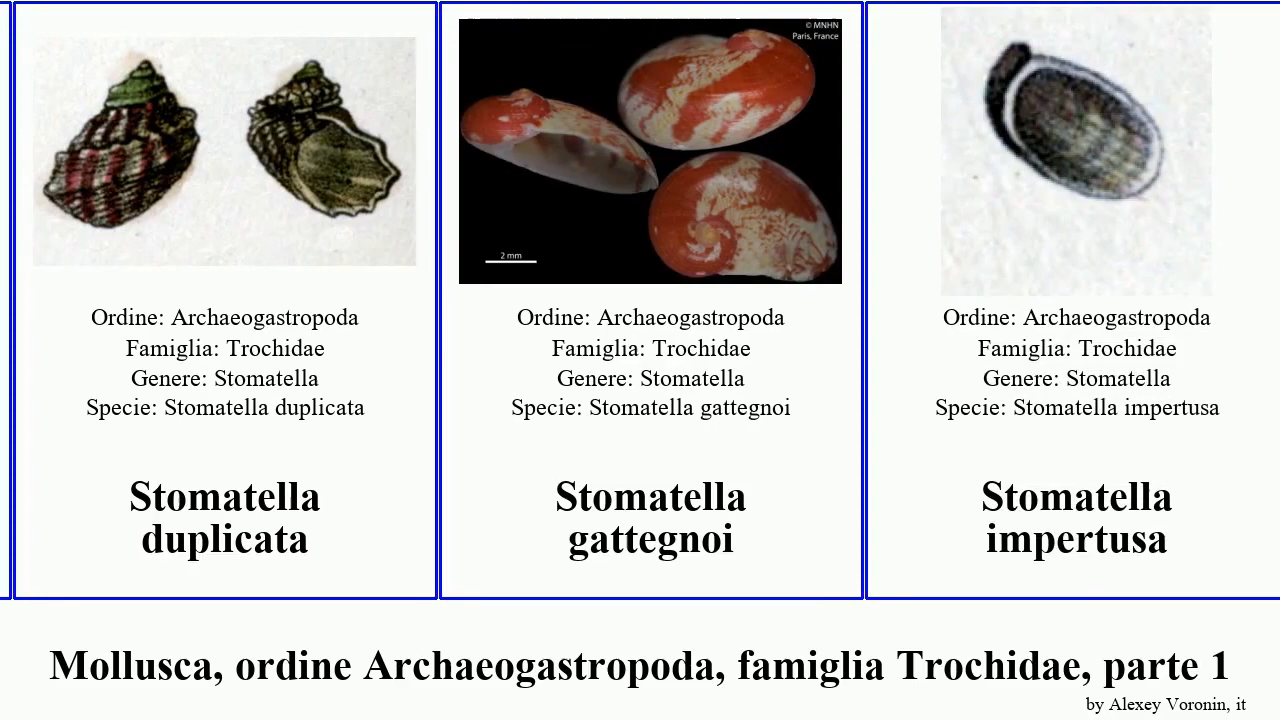 © MNHN
Paris, France
2 mm
Ordine: Archaeogastropoda
Famiglia: Trochidae
Genere: Stomatella
Specie: Stomatella duplicata
Stomatella
duplicata
Ordine: Archaeogastropoda
Famiglia: Trochidae
Genere: Stomatella
Specie: Stomatella gattegnoi
Stomatella
gattegnoi
Ordine: Archaeogastropoda
Famiglia: Trochidae
Genere: Stomatella
Specie: Stomatella impertusa
Stomatella
impertusa
Mollusca, ordine Archaeogastropoda, famiglia Trochidae, parte 1
by Alexey Voronin, it